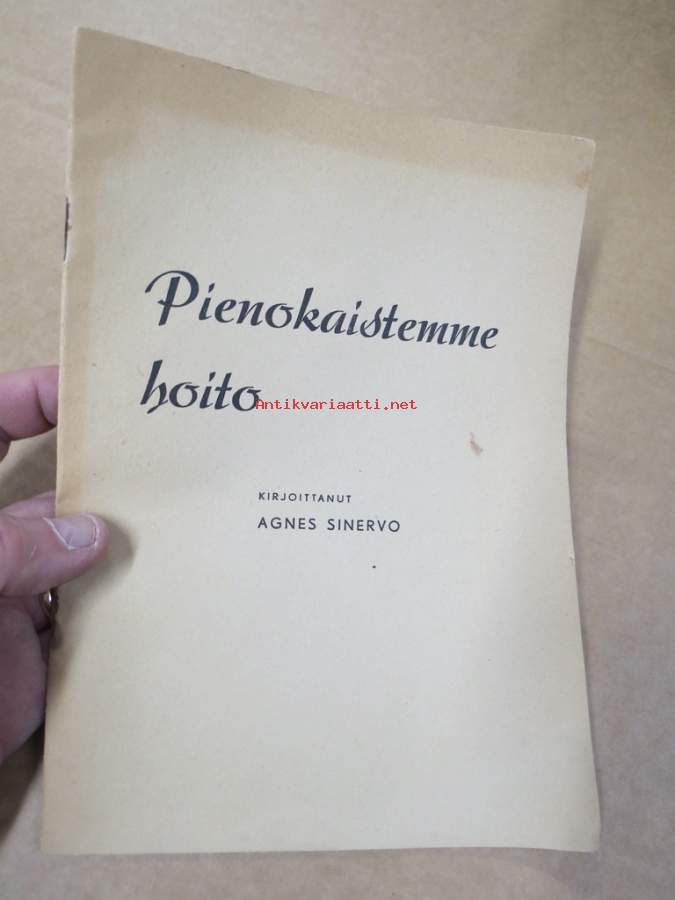 Pienokaistemme
hoito
Antikvariaatti.net
KIRJOITTANUT
AGNES SINERVO